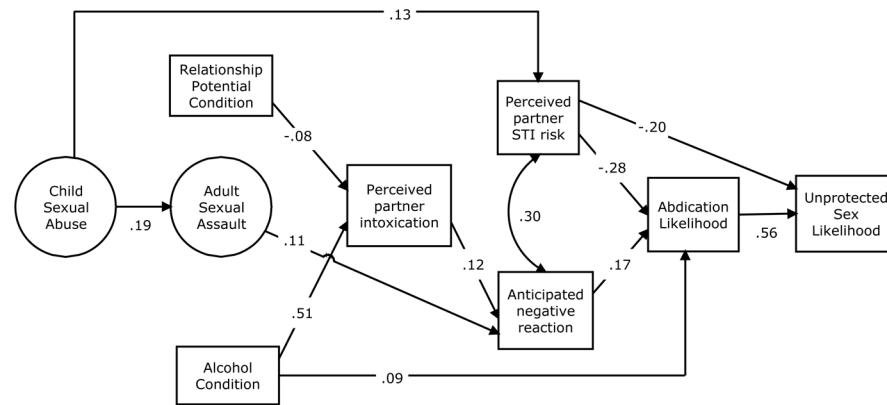 .13
Relationship
Potential
Condition
-.08
Perceived
partner
STI risk
-.20
-.28
Child
Sexual
Abuse
.19
Adult
Sexual
Assault
Perceived
partner
intoxication
.30
Abdication
Likelihood
.56
Unprotected
Sex
Likelihood
.11
.12
.17
Anticipated
negative
reaction
.51
Alcohol
Condition
.09